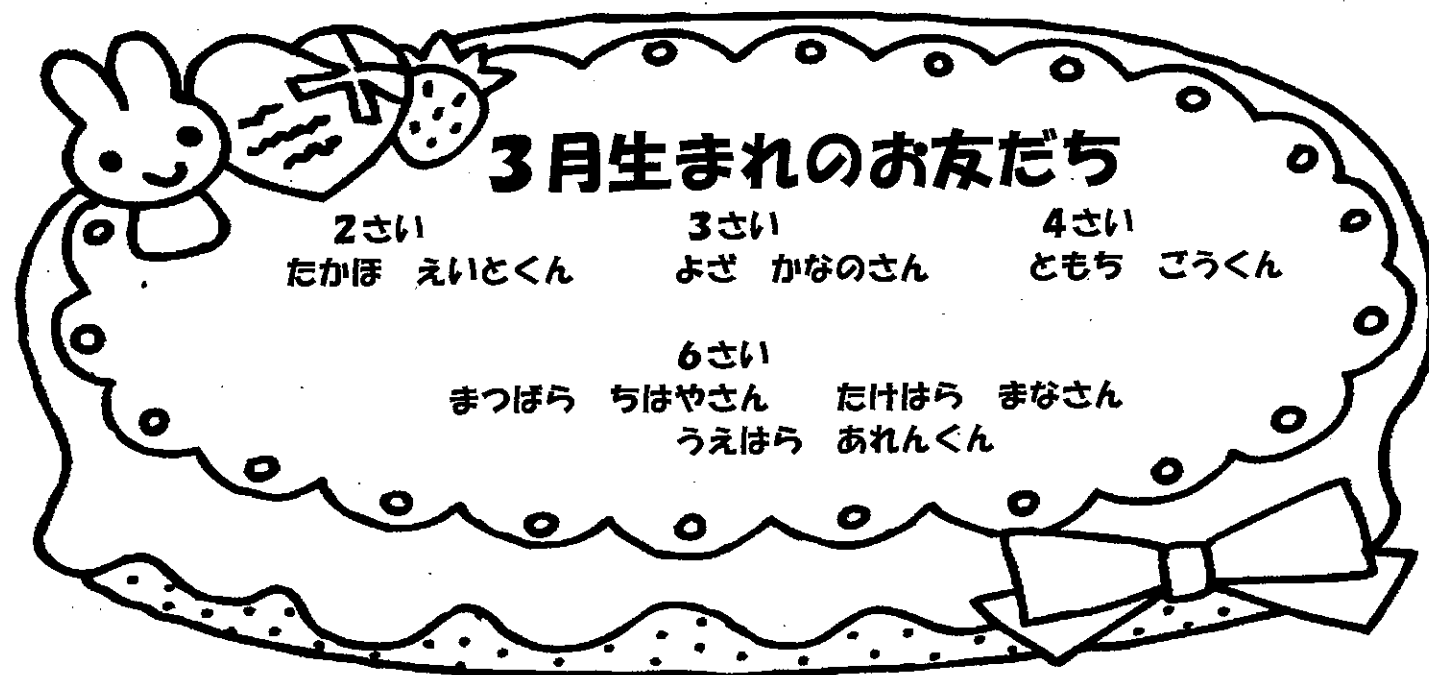 3月生まれのお友だち
2さい　3さい　4さい
たかほ　えいとくん　よざ　かなのさん　ともち　ごうくん
6さい
まつばら　ちはやさん　たけはら　まなさん
うえはら　あれんくん